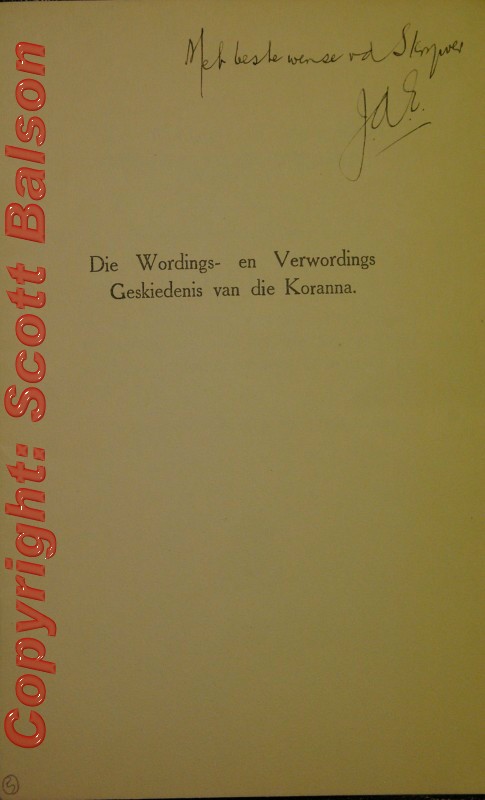 Met beste wense v d Skrywer
J.A.E.
Die Wordings- en Verwordings
Geskiedenis van die Koranna.
Copyright: Scott Balson